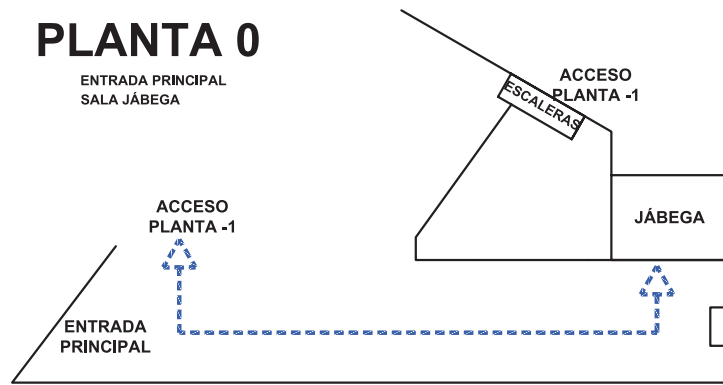 PLANTA 0
ENTRADA PRINCIPAL
SALA JÁBEGA
ACCESO
PLANTA -1
ESCALERAS
ACCESO
PLANTA -1
JÁBEGA
ENTRADA
PRINCIPAL